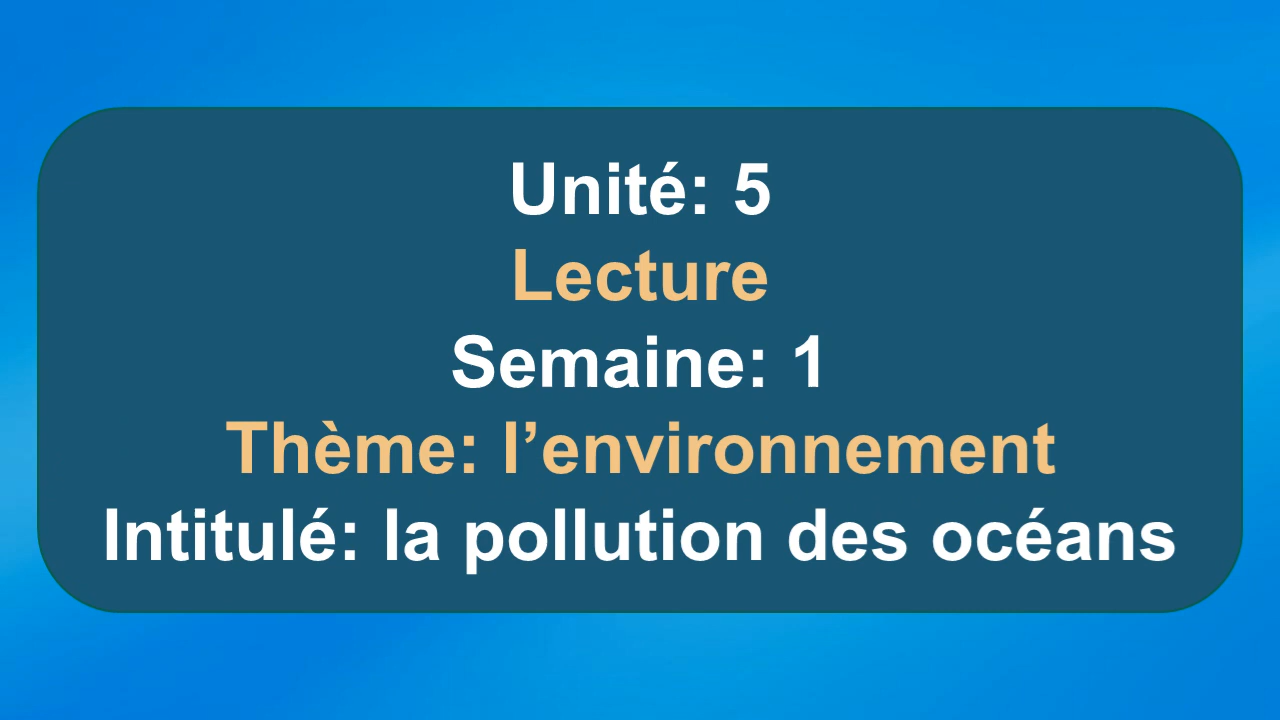 Unité: 5
Lecture
Semaine: 1
Thème: l’environnement
Intitulé: la pollution des océans